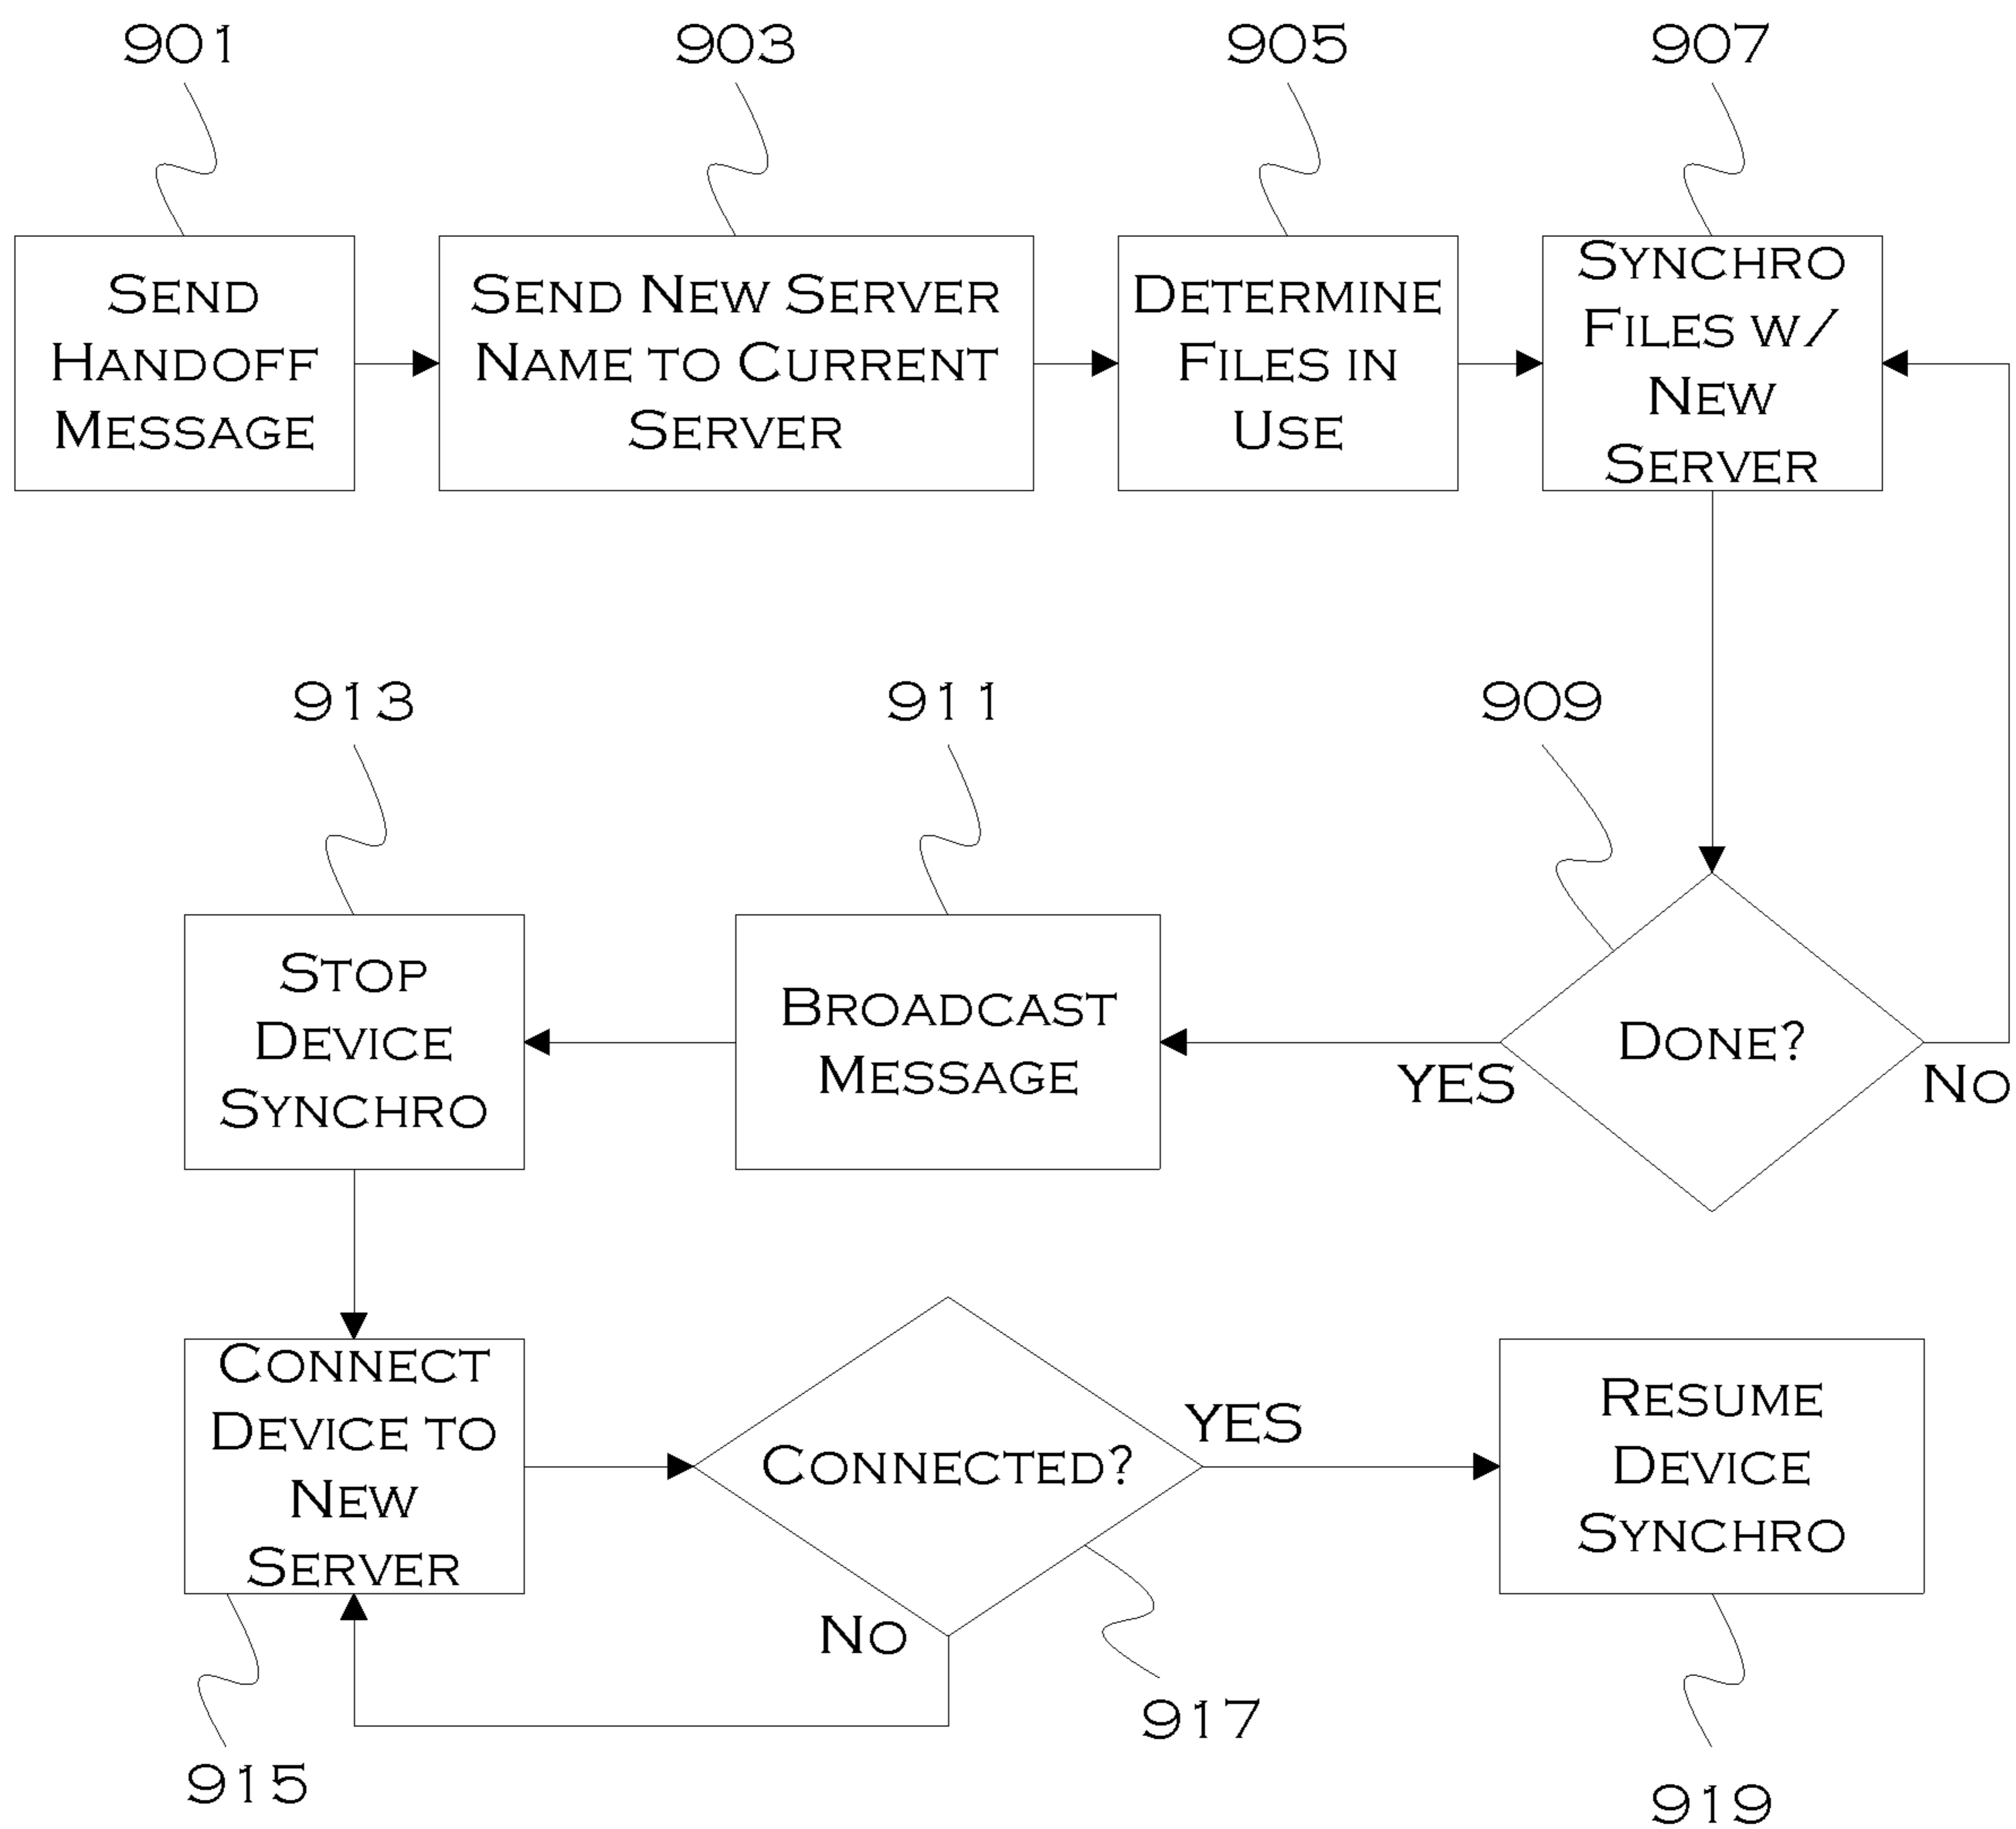 901
903
905
907
SEND
HANDOFF
MESSAGE
SEND NEW SERVER
NAME TO CURRENT
SERVER
DETERMINE
FILES IN
USE
SYNCHRO
FILES W/
NEW
SERVER
913
911
909
STOP
DEVICE
SYNCHRO
BROADCAST
MESSAGE
DONE?
YES
NO
CONNECT
DEVICE TO
NEW
SERVER
CONNECTED?
YES
NO
RESUME
DEVICE
SYNCHRO
915
917
919